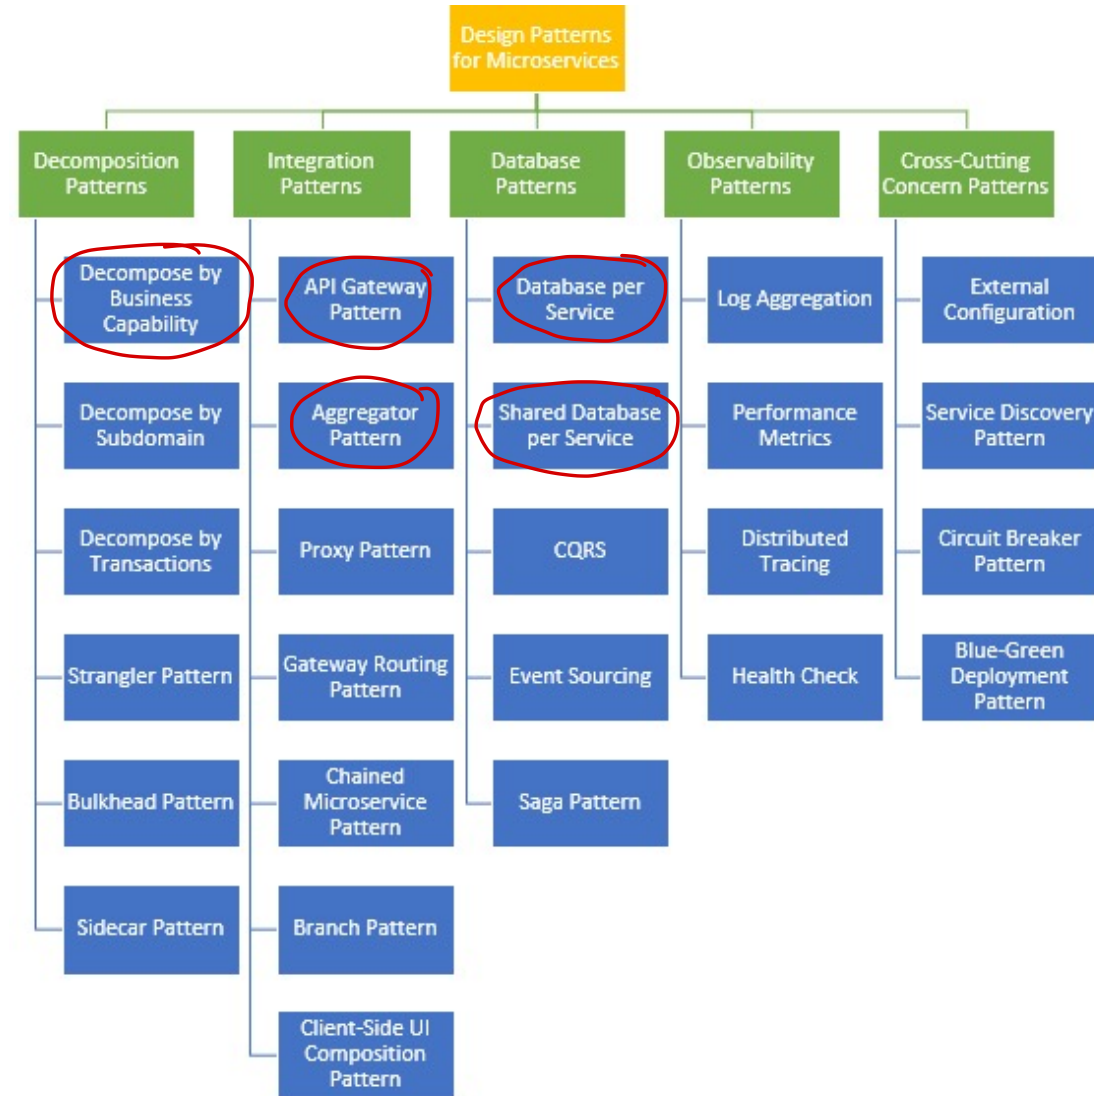 Design Patterns
for Microservices
Decomposition
Patterns
Integration
Patterns
Database
Patterns
Observability
Patterns
Cross-Cutting
Concern Patterns
Decompose by
Business
Capability
API Gateway
Pattern
Database per
Service
Log Aggregation
External
Configuration
Decompose by
Subdomain
Aggregator
Pattern
Shared Database
per Service
Performance
Metrics
Service Discovery
Pattern
Decompose by
Transactions
Proxy Pattern
CQRS
Distributed
Tracing
Circuit Breaker
Pattern
Strangler Pattern
Gateway Routing
Pattern
Event Sourcing
Health Check
Blue-Green
Deployment
Pattern
Bulkhead Pattern
Chained
Microservice
Pattern
Saga Pattern
Sidecar Pattern
Branch Pattern
Client-Side UI
Composition
Pattern